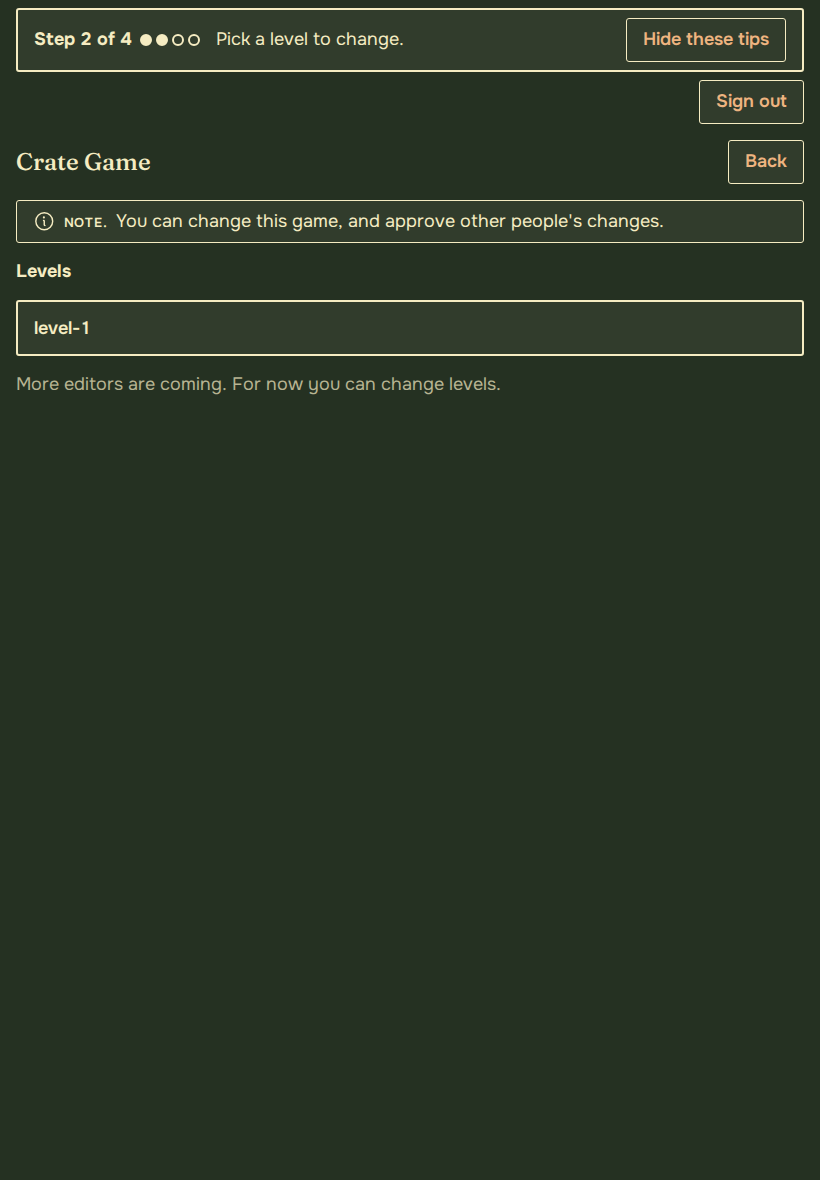 Step 2 of 4 Pick a level to change. Hide these tips
Sign out
Crate Game Back
NOTE. You can change this game, and approve other people's changes.
Levels
level-1
More editors are coming. For now you can change levels.